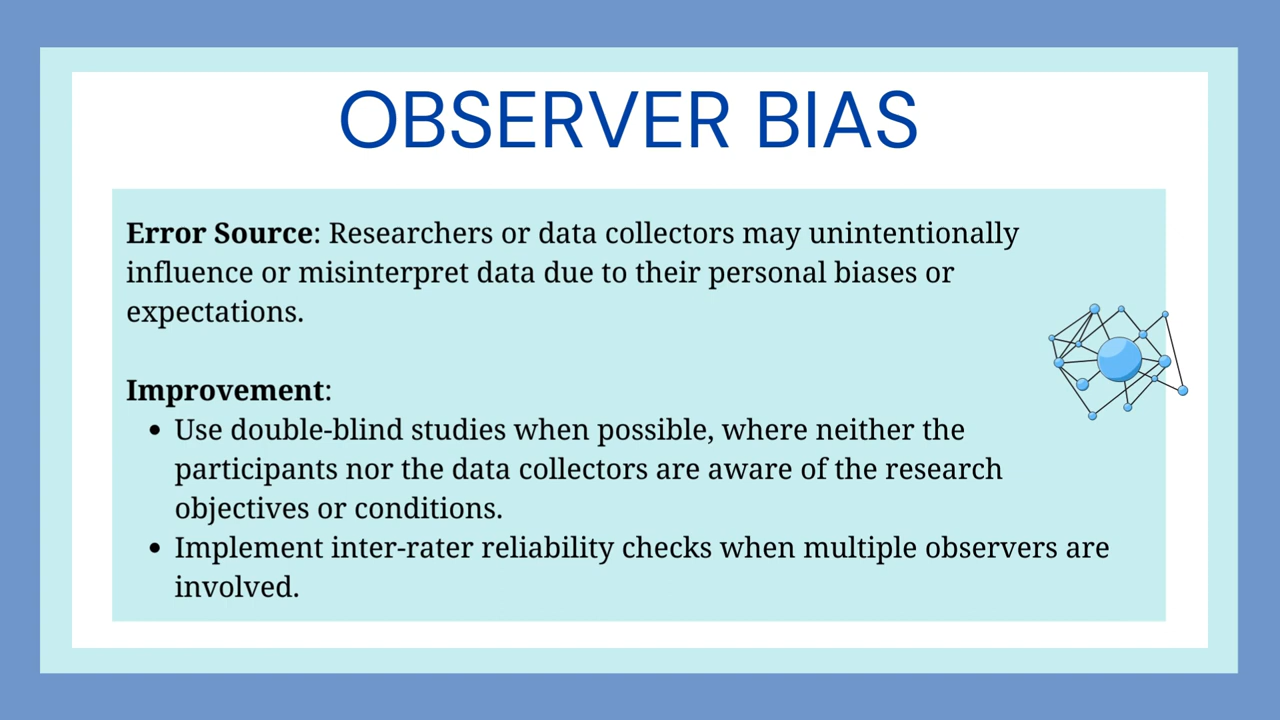 OBSERVER BIAS
Error Source: Researchers or data collectors may unintentionally
influence or misinterpret data due to their personal biases or
expectations.
Improvement:
• Use double-blind studies when possible, where neither the
participants nor the data collectors are aware of the research
objectives or conditions.
• Implement inter-rater reliability checks when multiple observers are
involved.